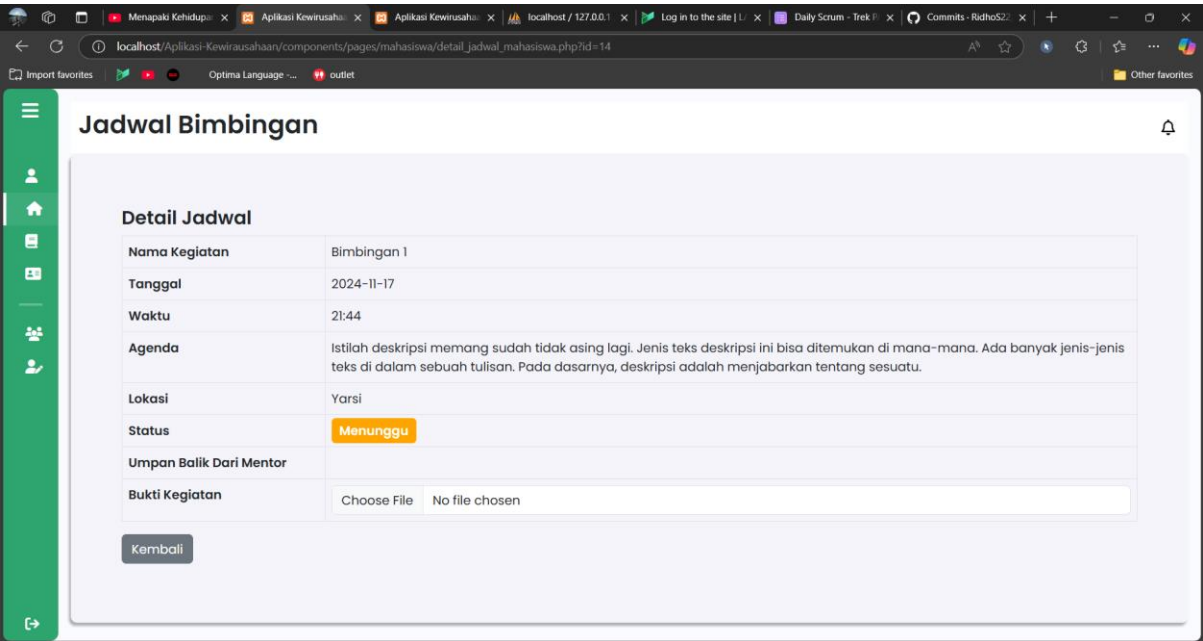 Menapaki Kehidupa
Aplikasi Kewirusaha
Aplikasi Kewirusaha
localhost / 127.0.0.1
Log in to the site | L
Daily Scrum - Trek
Commits - RidhoS22
localhost/Aplikasi-Kewirausahaan/components/pages/mahasiswa/detail_jadwal_mahasiswa.php?id=14
Import favorites
Optima Language -...
outlet
Other favorites
Jadwal Bimbingan
Detail Jadwal
Nama Kegiatan Bimbingan 1
Tanggal 2024-11-17
Waktu 21:44
Agenda Istilah deskripsi memang sudah tidak asing lagi. Jenis teks deskripsi ini bisa ditemukan di mana-mana. Ada banyak jenis-jenis
teks di dalam sebuah tulisan. Pada dasarnya, deskripsi adalah menjabarkan tentang sesuatu.
Lokasi Yarsi
Status Menunggu
Umpan Balik Dari Mentor
Bukti Kegiatan Choose File No file chosen
Kembali